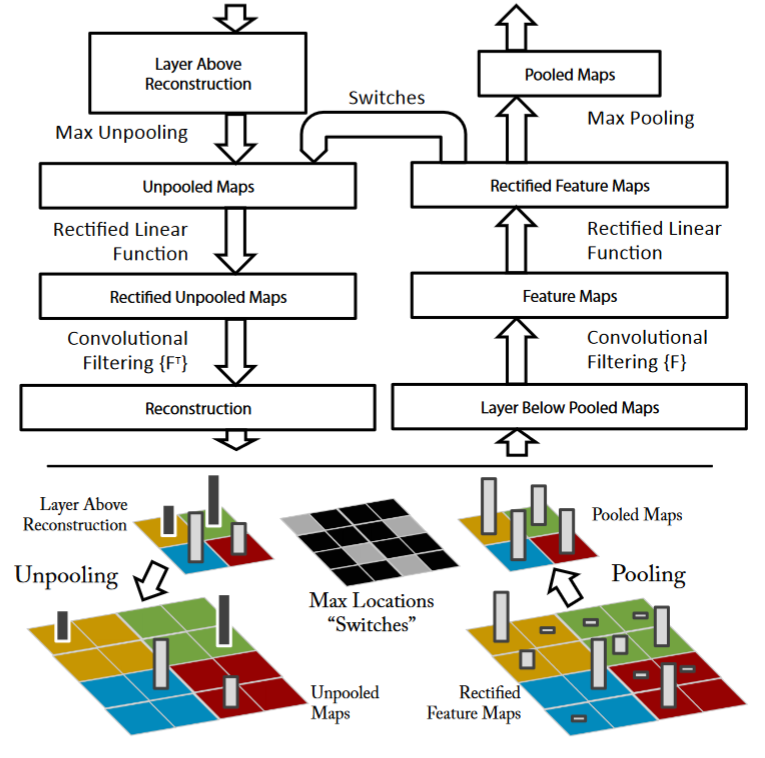 Layer Above
Reconstruction
Pooled Maps
Switches
Max Unpooling
Max Pooling
Unpooled Maps
Rectified Feature Maps
Rectified Linear
Function
Rectified Linear
Function
Rectified Unpooled Maps
Feature Maps
Convolutional
Filtering {Fᵀ}
Convolutional
Filtering {F}
Reconstruction
Layer Below Pooled Maps
Layer Above
Reconstruction
Pooled Maps
Unpooling
Pooling
Max Locations
“Switches”
Unpooled
Maps
Rectified
Feature Maps